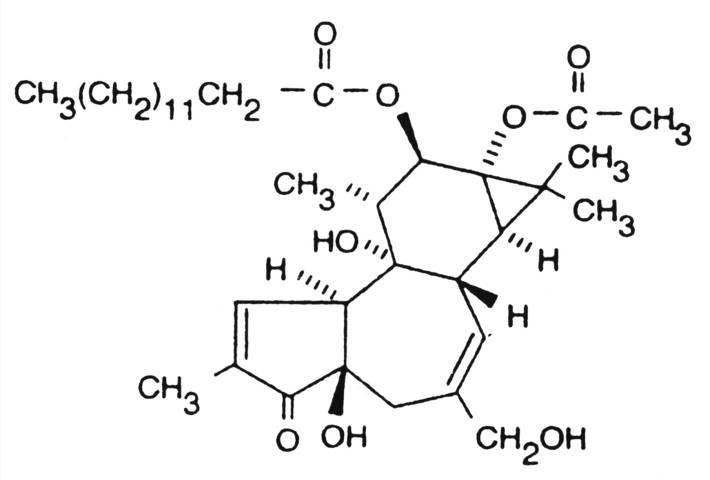 O
O
CH3(CH2)11CH2 – C – O
O – C – CH3
CH3
CH3
CH3
HO
H
H
H
CH3
O
OH
CH2OH